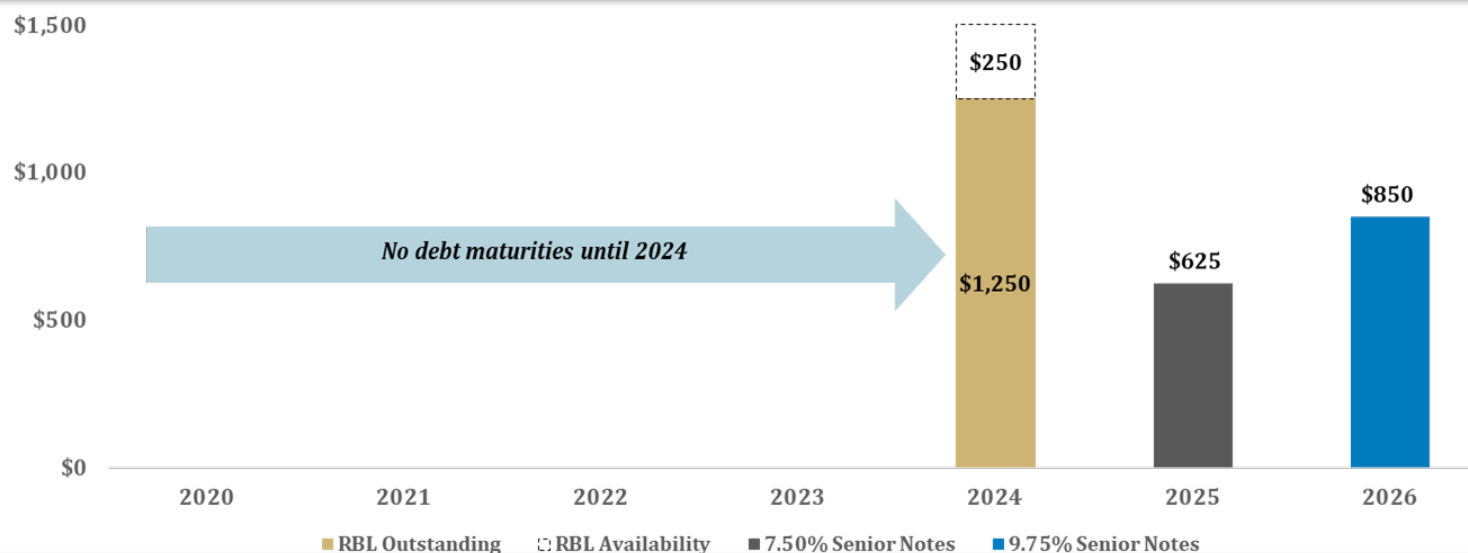 $1,500
$250
$1,000
$850
No debt maturities until 2024
$625
$1,250
$500
$0
2020 2021 2022 2023 2024 2025 2026
RBL Outstanding RBL Availability 7.50% Senior Notes 9.75% Senior Notes